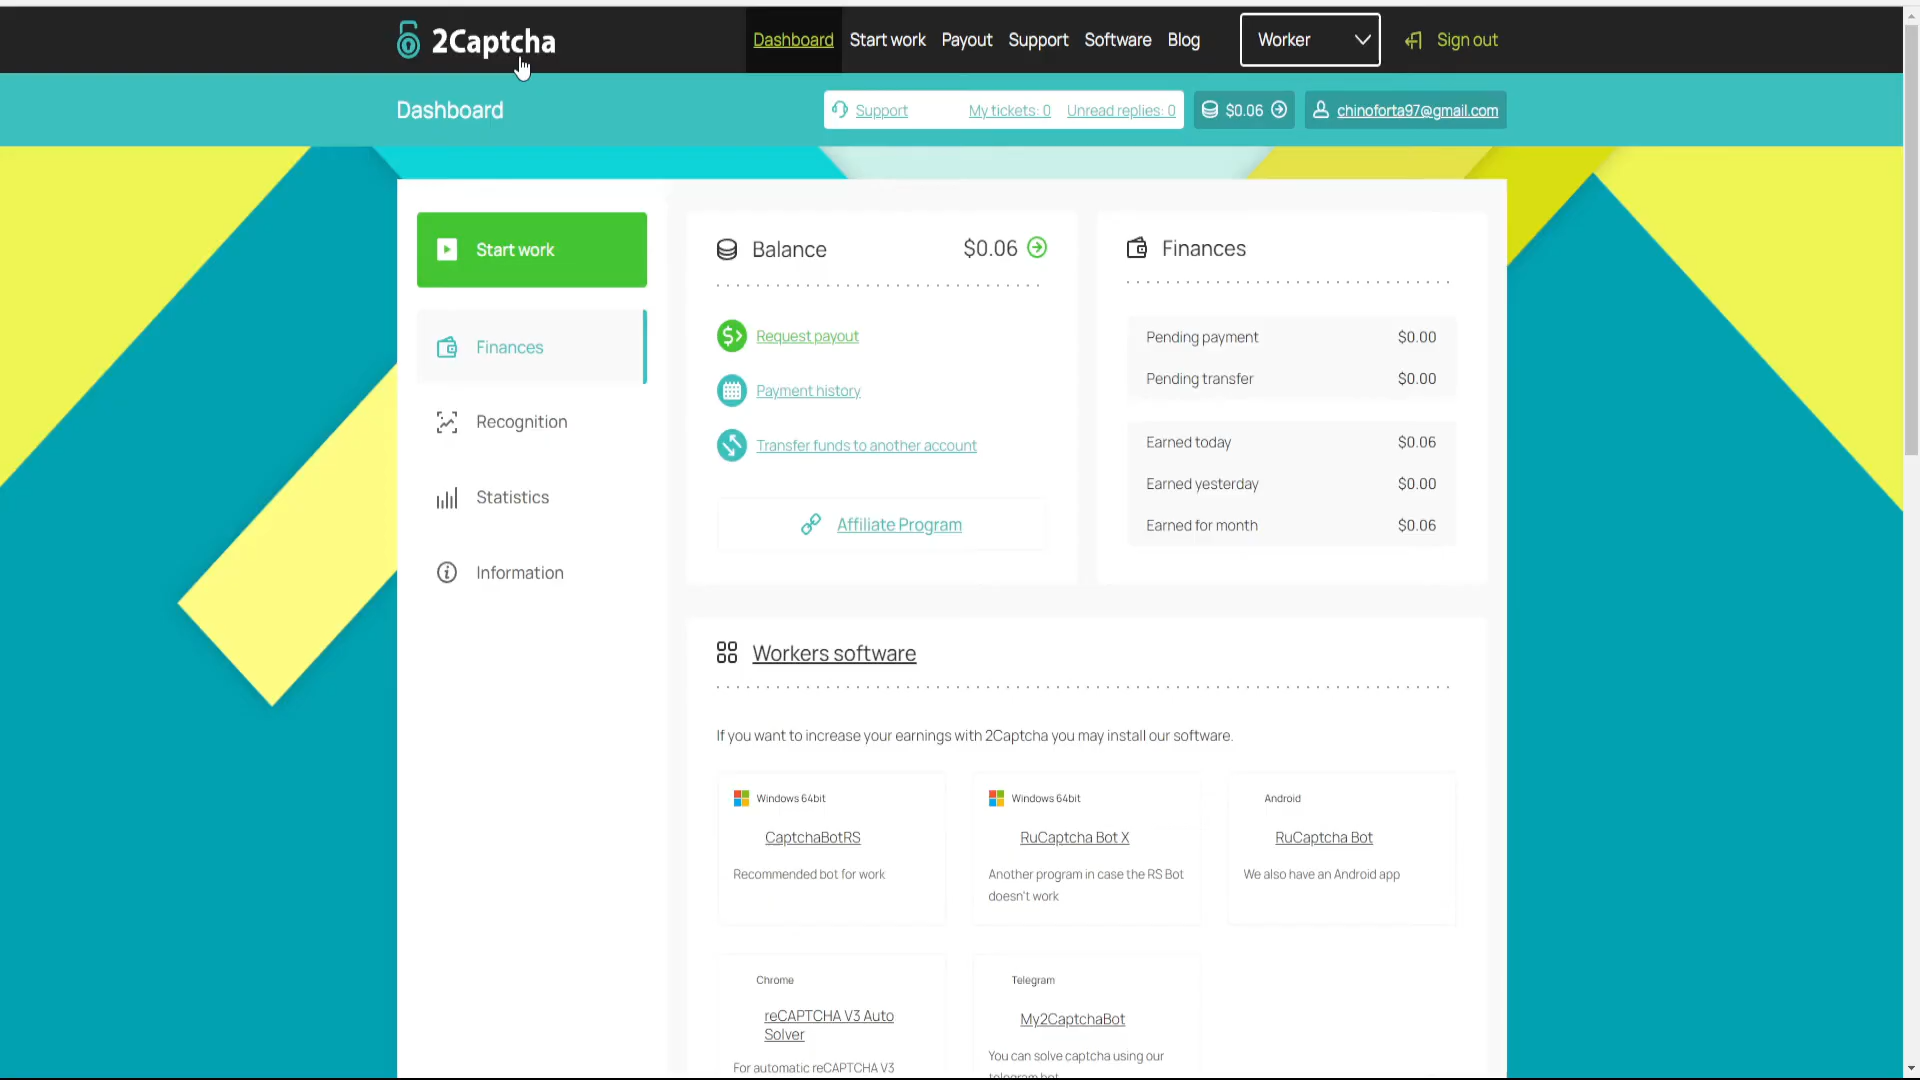 2Captcha
Dashboard
Start work
Payout
Support
Software
Blog
Worker
Sign out
Dashboard
Support
My tickets: 0
Unread replies: 0
$0.06
chinoforta97@gmail.com
Start work
Finances
Recognition
Statistics
Information
Balance
$0.06
Request payout
Payment history
Transfer funds to another account
Affiliate Program
Finances
Pending payment $0.00
Pending transfer $0.00
Earned today $0.06
Earned yesterday $0.00
Earned for month $0.06
Workers software
If you want to increase your earnings with 2Captcha you may install our software.
Windows 64bit
CaptchaBotRS
Recommended bot for work
Windows 64bit
RuCaptcha Bot X
Another program in case the RS Bot
doesn't work
Android
RuCaptcha Bot
We also have an Android app
Chrome
reCAPTCHA V3 Auto
Solver
For automatic reCAPTCHA V3
Telegram
My2CaptchaBot
You can solve captcha using our
telegram bot